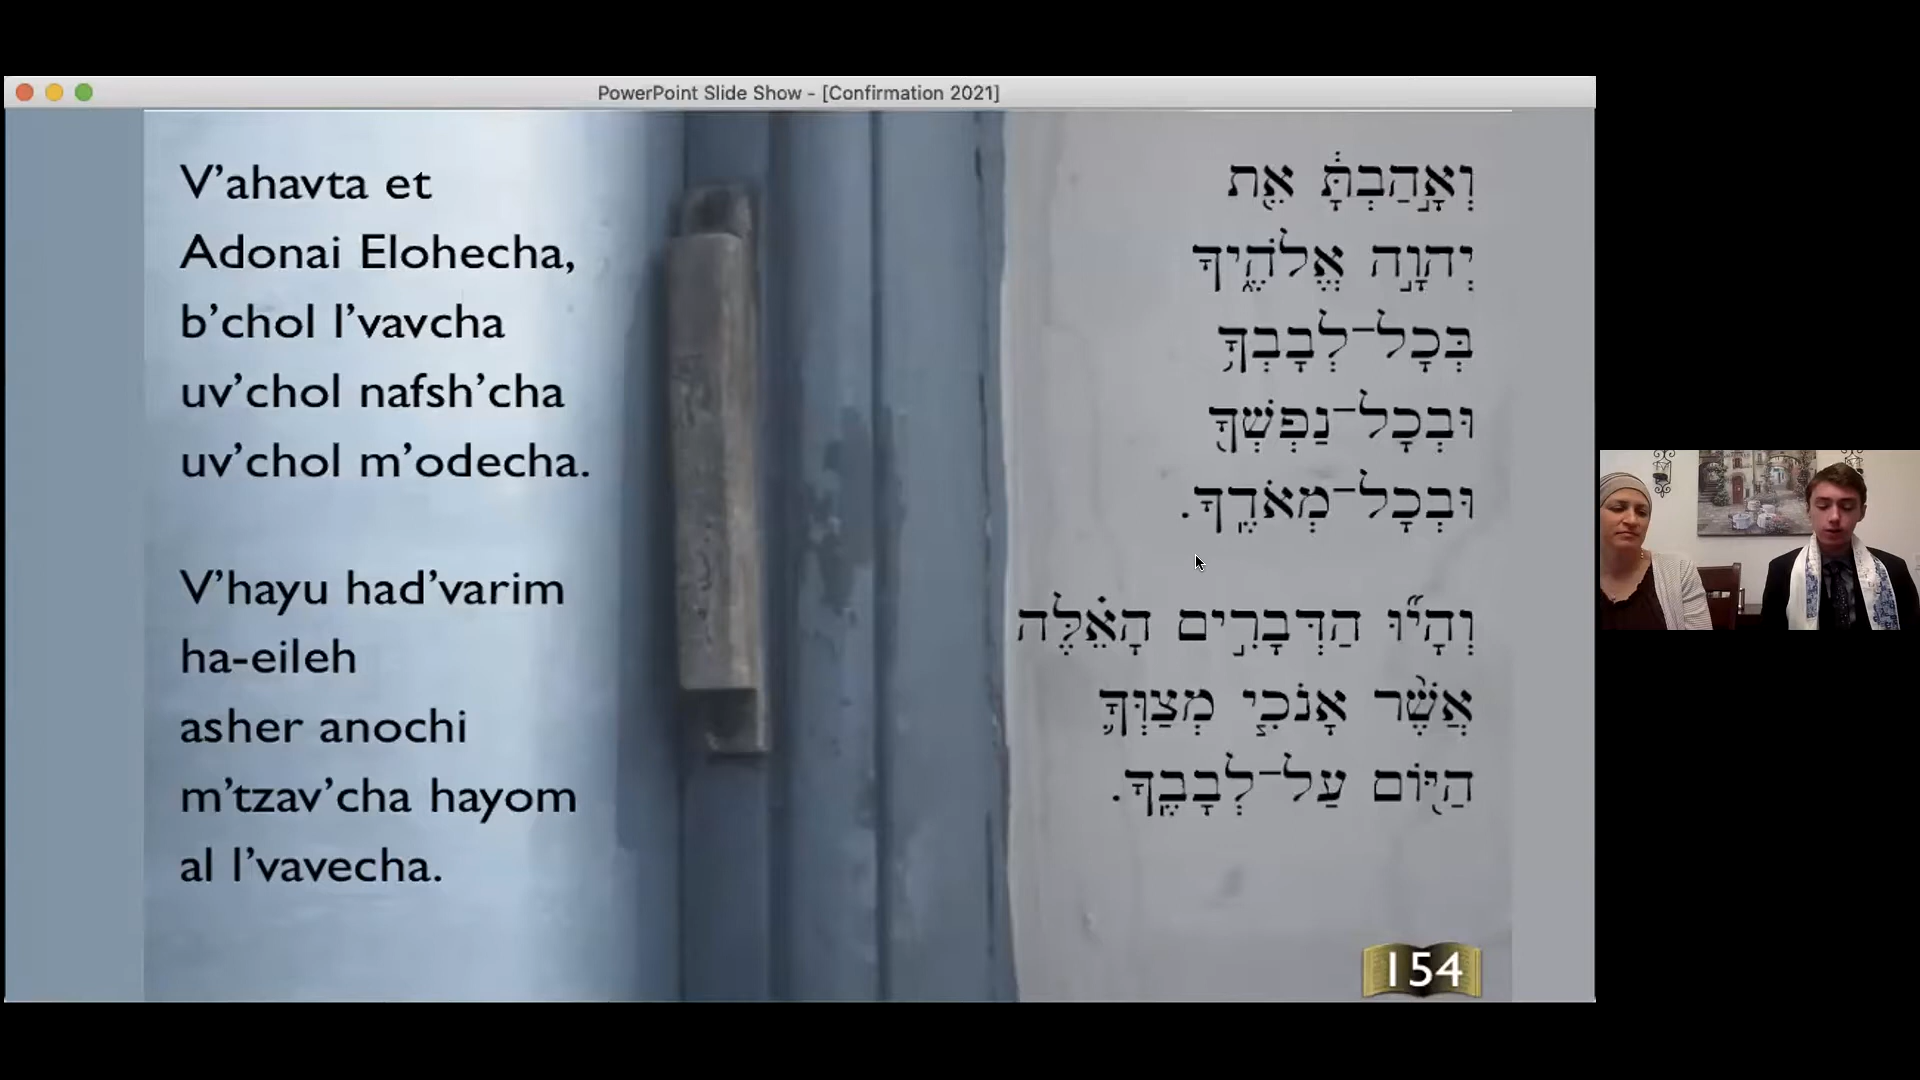 PowerPoint Slide Show - [Confirmation 2021]
V’ahavta et
Adonai Elohecha,
b’chol l’vavcha
uv’chol nafsh’cha
uv’chol m’odecha.
V’hayu had’varim
ha-eileh
asher anochi
m’tzav’cha hayom
al l’vavecha.
וְאָ֣הַבְתָּ֔ אֵ֖ת
יְהוָ֣ה אֱלֹהֶ֑יךָ
בְּכָל־לְבָבְךָ֥
וּבְכָל־נַפְשְׁךָ֖
וּבְכָל־מְאֹדֶֽךָ.
וְהָי֞וּ הַדְּבָרִ֣ים הָאֵ֗לֶּה
אֲשֶׁ֨ר אָנֹכִ֧י מְצַוְּךָ֛
הַיּ֖וֹם עַל־לְבָבֶֽךָ.
154